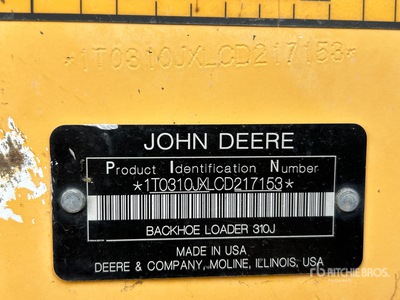 *1T0310JXLCD217153*
JOHN DEERE
Product Identification Number
*1T0310JXLCD217153*
BACKHOE LOADER 310J
MADE IN USA
DEERE & COMPANY, MOLINE, ILLINOIS, USA
RITCHIE BROS.